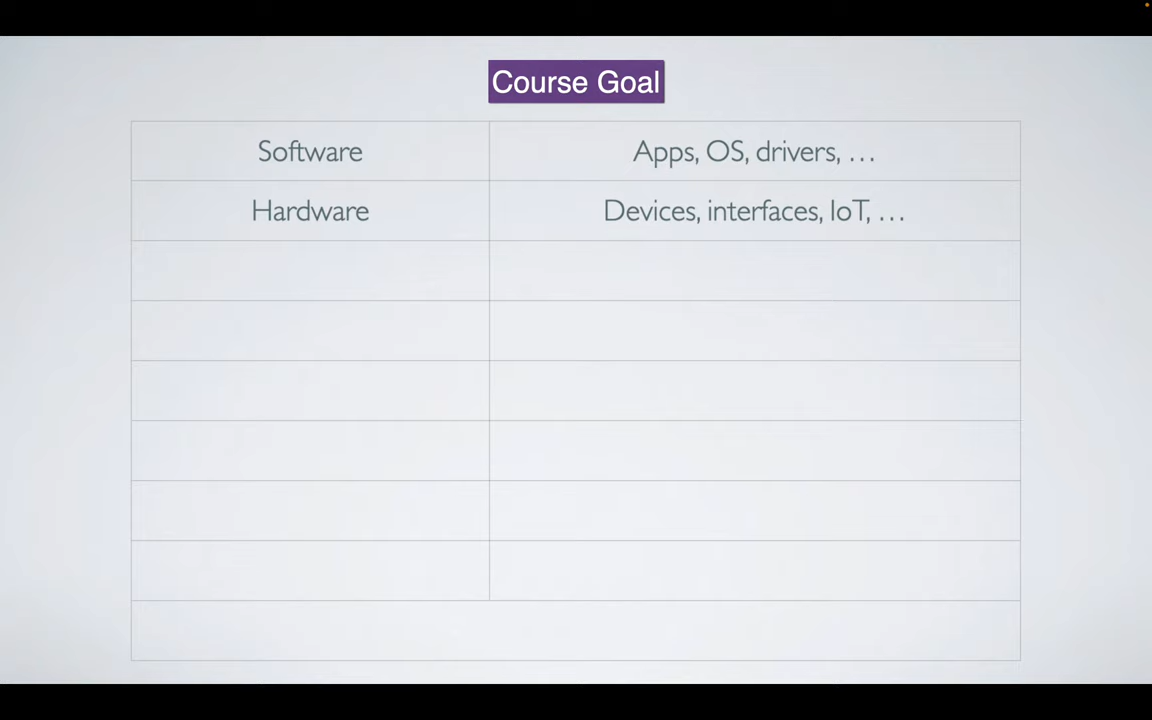 Course Goal
Software Apps, OS, drivers, …
Hardware Devices, interfaces, IoT, …